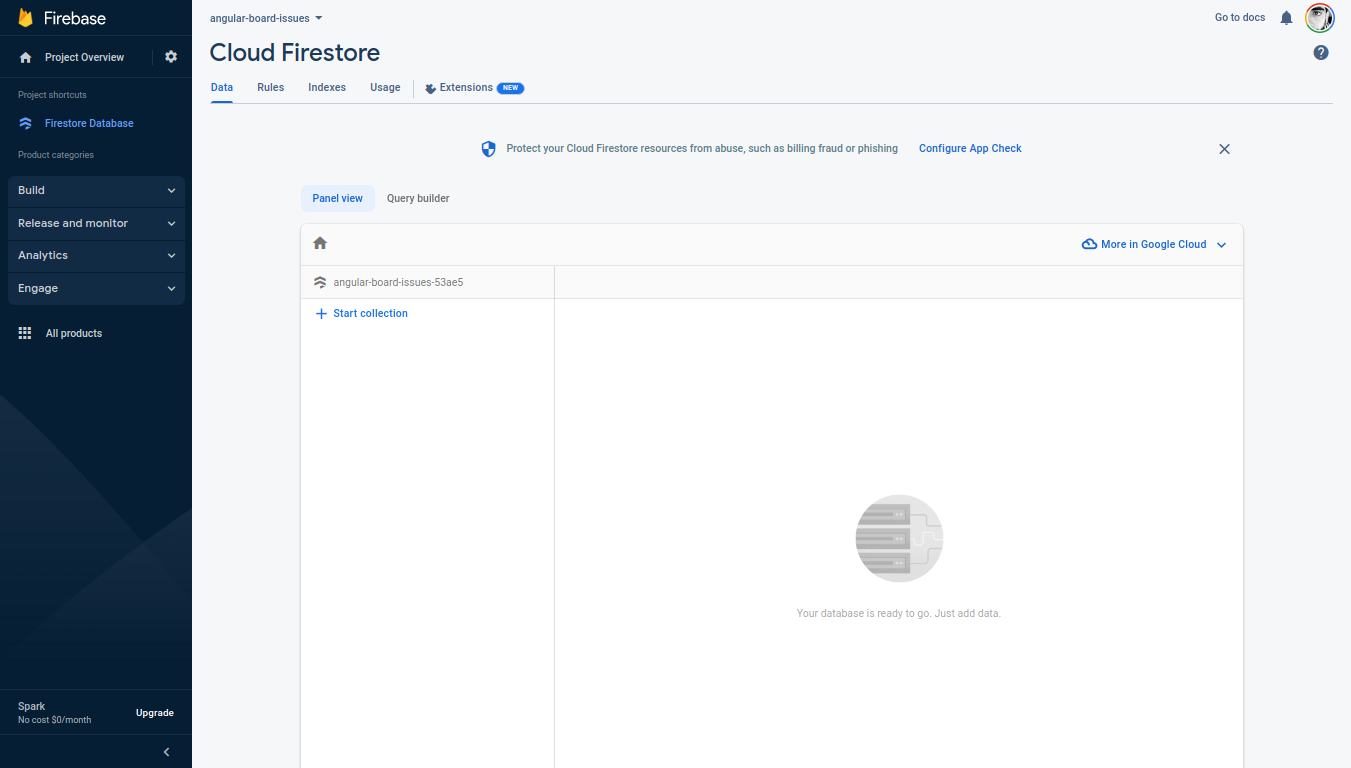 Firebase
Project Overview
Project shortcuts
Firestore Database
Product categories
Build
Release and monitor
Analytics
Engage
All products
Spark
No cost $0/month
Upgrade
angular-board-issues
Go to docs
Cloud Firestore
?
Data Rules Indexes Usage Extensions NEW
Protect your Cloud Firestore resources from abuse, such as billing fraud or phishing Configure App Check
Panel view Query builder
More in Google Cloud
angular-board-issues-53ae5
Start collection
Your database is ready to go. Just add data.